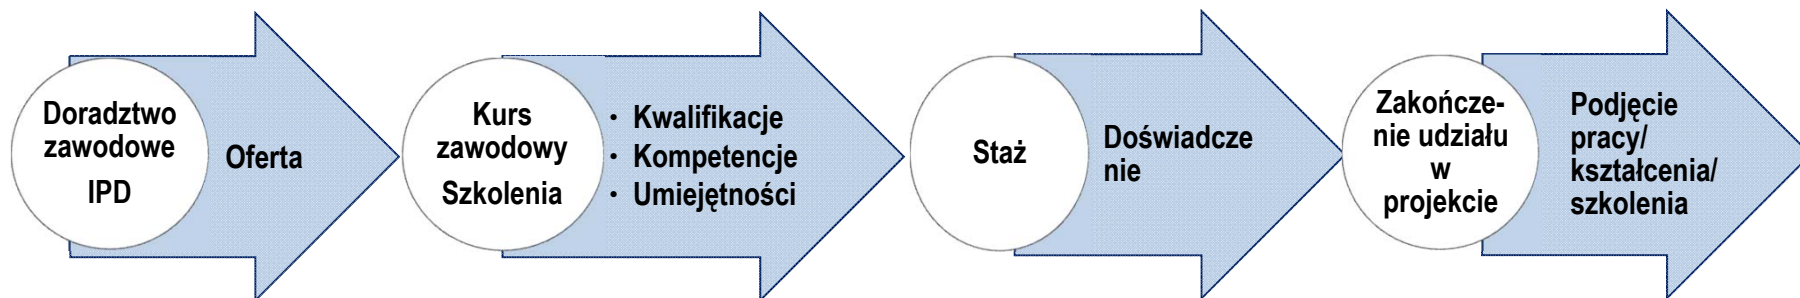 Doradztwo
zawodowe
IPD
Oferta
Kurs
zawodowy
Szkolenia
• Kwalifikacje
• Kompetencje
• Umiejętności
Staż
Doświadcze
nie
Zakończe-
nie udziału
w
projekcie
Podjęcie
pracy/
kształcenia/
szkolenia